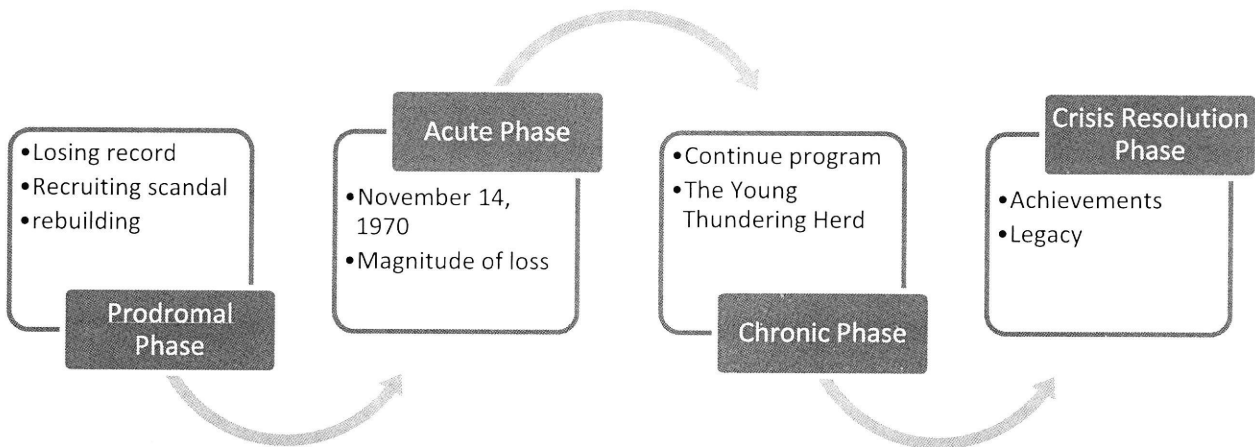 •Losing record
•Recruiting scandal
•rebuilding
Prodromal
Phase
Acute Phase
•November 14,
1970
•Magnitude of loss
•Continue program
•The Young
Thundering Herd
Chronic Phase
Crisis Resolution
Phase
•Achievements
•Legacy